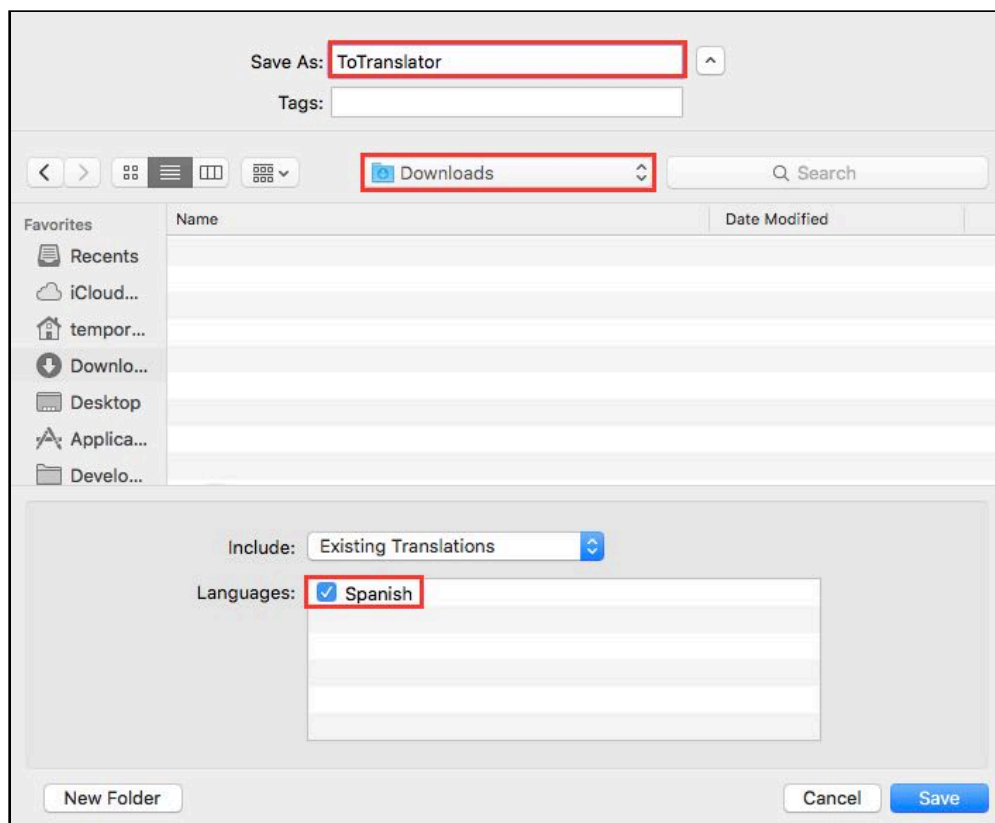 Save As: ToTranslator
Tags:
Downloads
Search
Favorites
Name
Date Modified
Recents
iCloud...
tempor...
Downlo...
Desktop
Applica...
Develo...
Include: Existing Translations
Languages: Spanish
New Folder
Cancel
Save